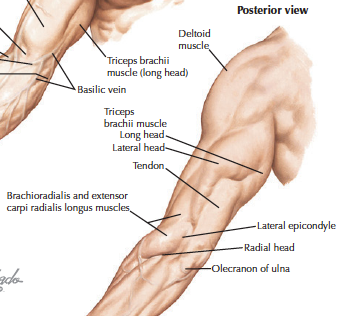 Posterior view
Deltoid
muscle
Triceps brachii
muscle (long head)
Basilic vein
Triceps
brachii muscle
Long head
Lateral head
Tendon
Brachioradialis and extensor
carpi radialis longus muscles
Lateral epicondyle
Radial head
Olecranon of ulna